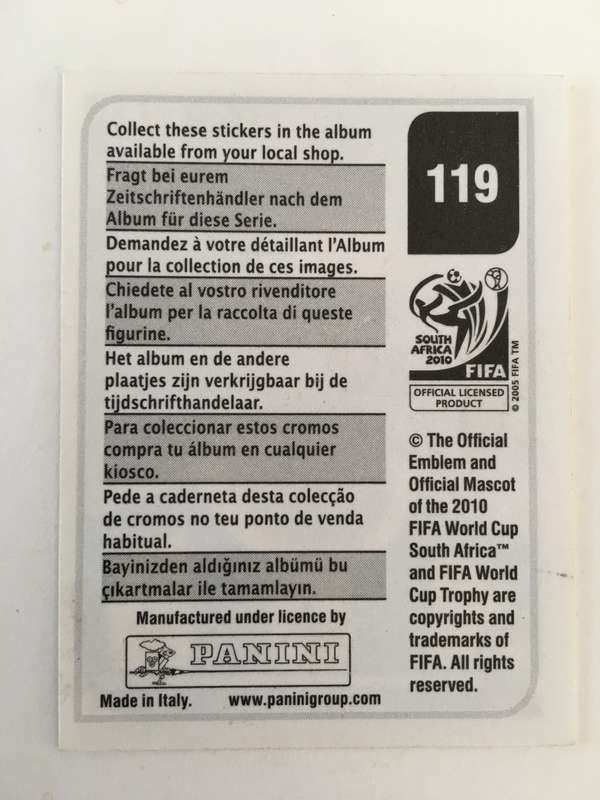 Collect these stickers in the album
available from your local shop.
Fragt bei eurem
Zeitschriftenhändler nach dem
Album für diese Serie.
Demandez à votre détaillant l'Album
pour la collection de ces images.
Chiedete al vostro rivenditore
l'album per la raccolta di queste
figurine.
Het album en de andere
plaatjes zijn verkrijgbaar bij de
tijdschrifthandelaar.
Para coleccionar estos cromos
compra tu álbum en cualquier
kiosco.
Pede a caderneta desta colecção
de cromos no teu ponto de venda
habitual.
Bayinizden aldığınız albümü bu
çıkartmalar ile tamamlayın.
Manufactured under licence by
PANINI
Made in Italy. www.paninigroup.com
119
SOUTH
AFRICA
2010
FIFA
OFFICIAL LICENSED
PRODUCT
© 2005 FIFA TM
© The Official
Emblem and
Official Mascot
of the 2010
FIFA World Cup
South Africa™
and FIFA World
Cup Trophy are
copyrights and
trademarks of
FIFA. All rights
reserved.